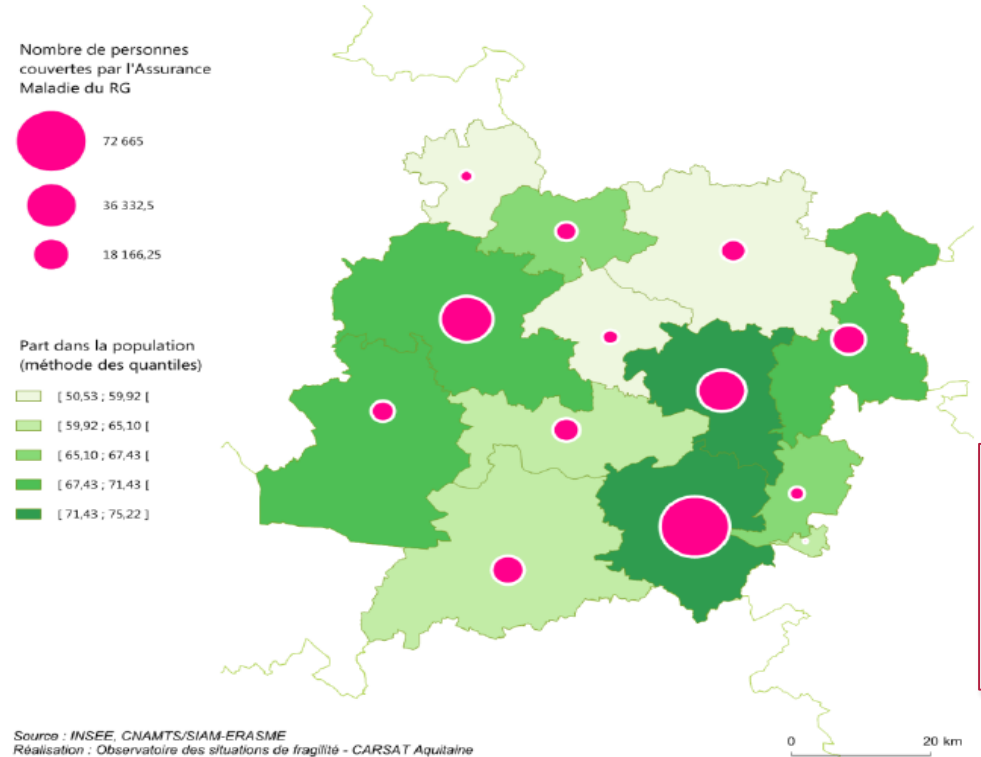 Nombre de personnes
couvertes par l'Assurance
Maladie du RG
72 665
36 332,5
18 166,25
Part dans la population
(méthode des quantiles)
[ 50,53 ; 59,92 [
[ 59,92 ; 65,10 [
[ 65,10 ; 67,43 [
[ 67,43 ; 71,43 [
[ 71,43 ; 75,22 ]
Source : INSEE, CNAMTS/SIAM-ERASME
Réalisation : Observatoire des situations de fragilité - CARSAT Aquitaine
0 20 km